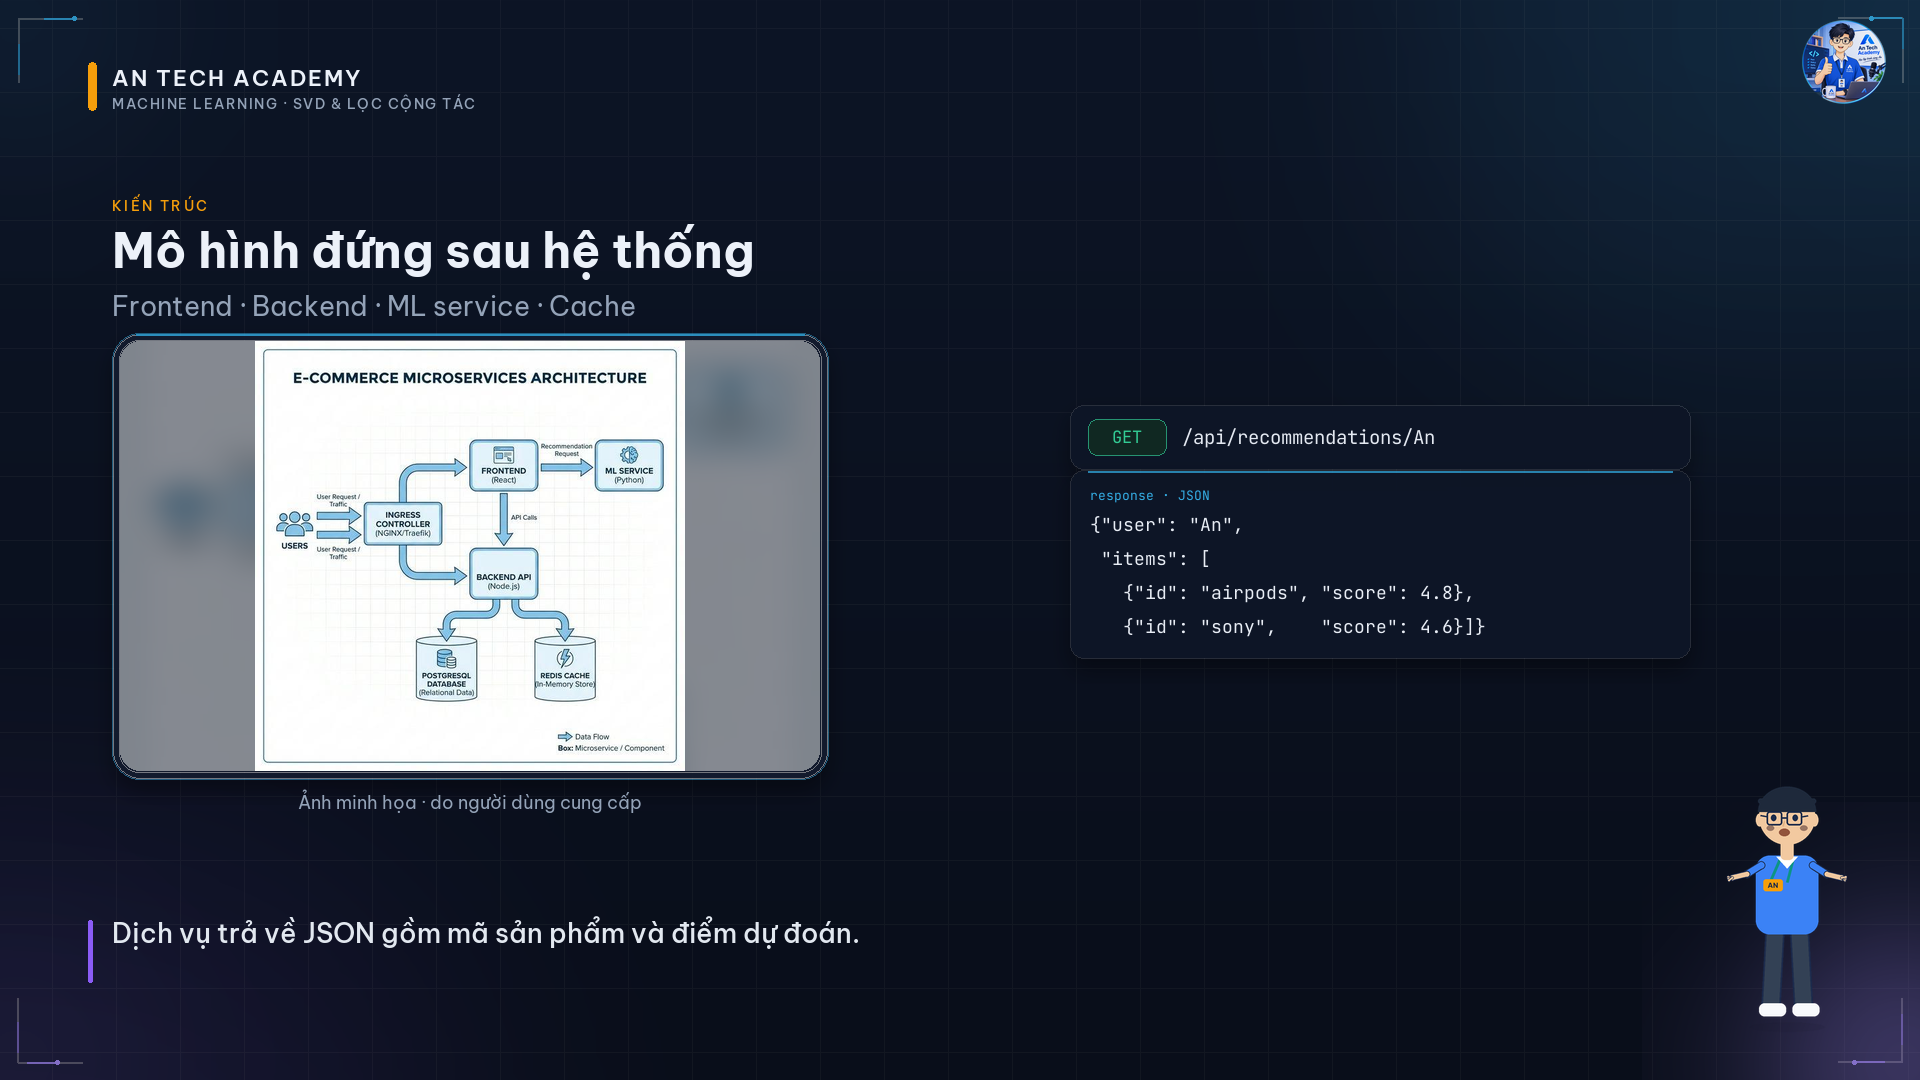 AN TECH ACADEMY
MACHINE LEARNING · SVD & LỌC CỘNG TÁC
An Tech
Academy
KIẾN TRÚC
Mô hình đứng sau hệ thống
Frontend · Backend · ML service · Cache
E-COMMERCE MICROSERVICES ARCHITECTURE
FRONTEND
(React)
Recommendation
Request
ML SERVICE
(Python)
User Request /
Traffic
USERS
User Request /
Traffic
INGRESS
CONTROLLER
(NGINX/Traefik)
API Calls
BACKEND API
(Node.js)
POSTGRESQL
DATABASE
(Relational Data)
REDIS CACHE
(In-Memory Store)
Data Flow
Box: Microservice / Component
Ảnh minh họa · do người dùng cung cấp
GET /api/recommendations/An
response · JSON
{"user": "An",
"items": [
{"id": "airpods", "score": 4.8},
{"id": "sony", "score": 4.6}]}
AN
Dịch vụ trả về JSON gồm mã sản phẩm và điểm dự đoán.